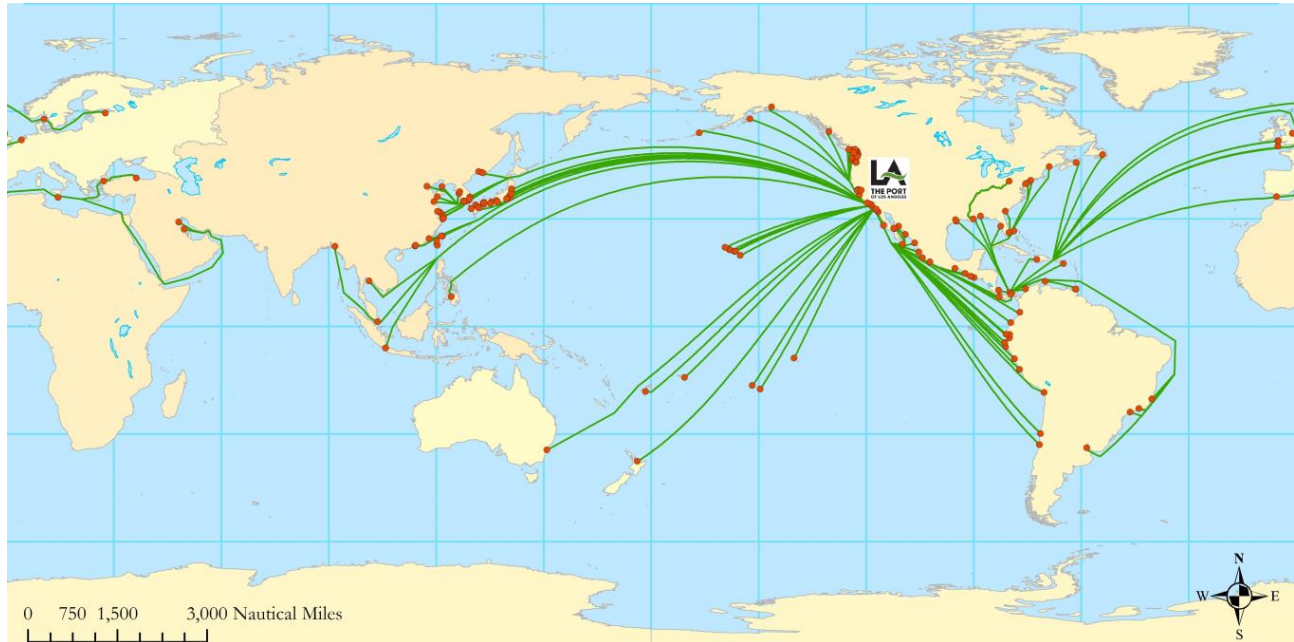 LA
THE PORT
OF LOS ANGELES
N
W E
S
0 750 1,500 3,000 Nautical Miles